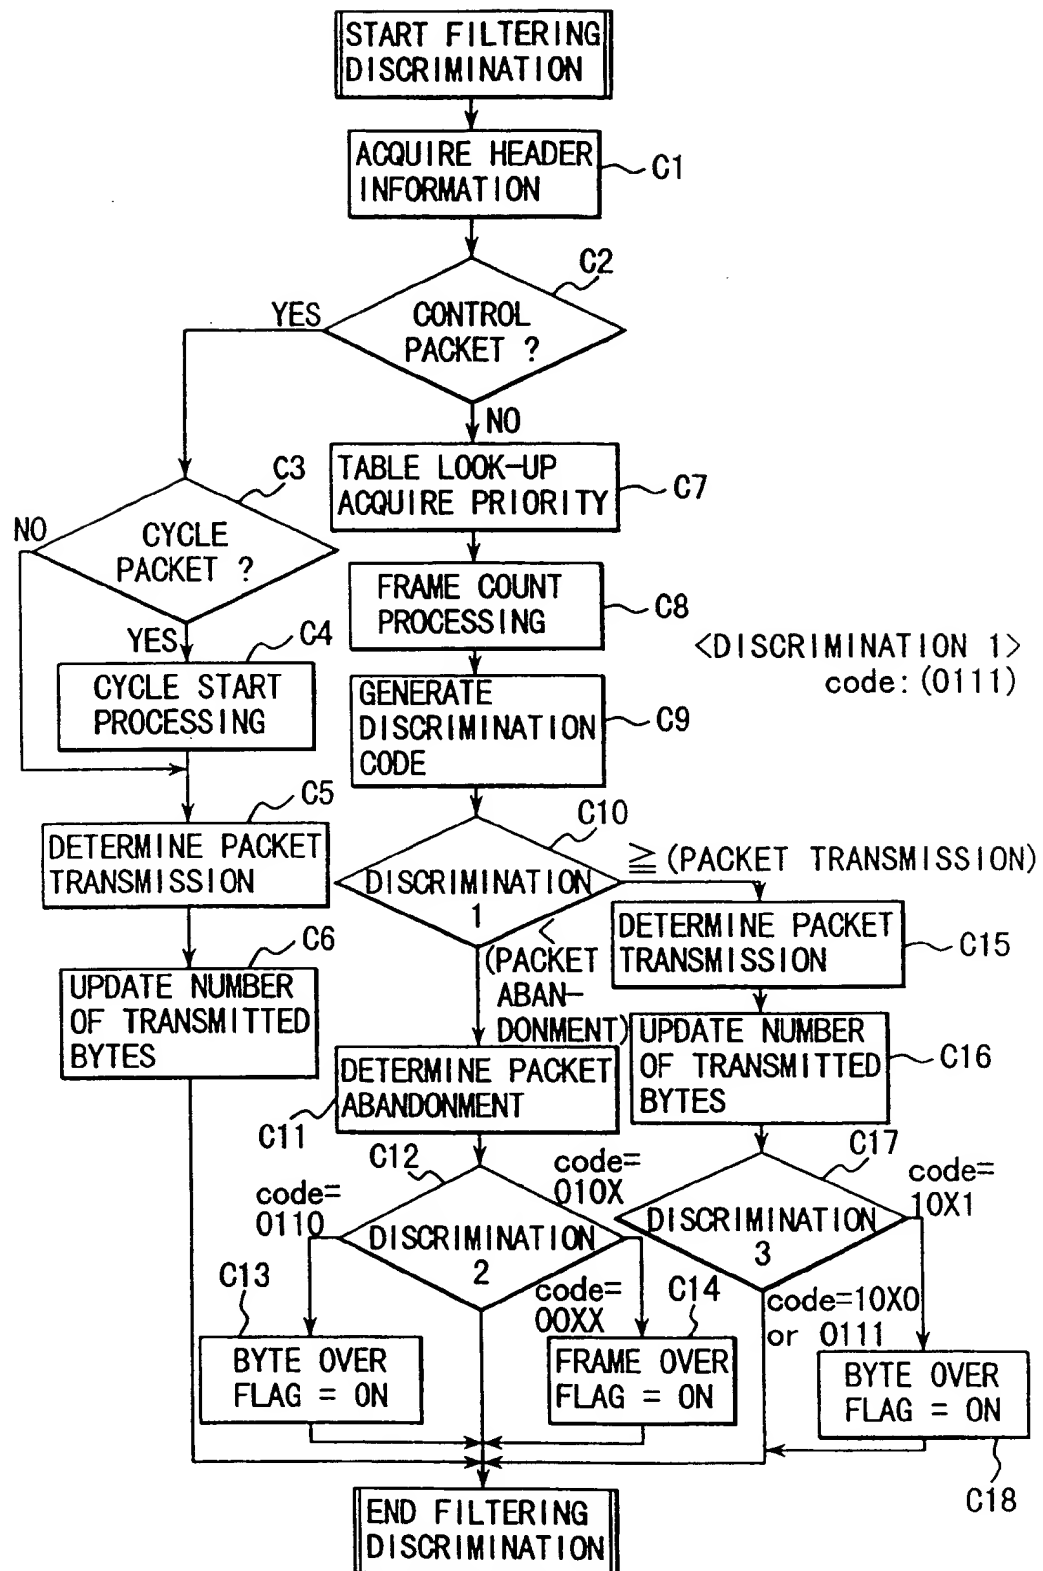 START FILTERING
DISCRIMINATION
ACQUIRE HEADER
INFORMATION
C1
C2
YES
CONTROL
PACKET ?
NO
C3
TABLE LOOK-UP
ACQUIRE PRIORITY
C7
NO
CYCLE
PACKET ?
FRAME COUNT
PROCESSING
C8
YES
C4
<DISCRIMINATION 1>
code:(0111)
CYCLE START
PROCESSING
GENERATE
DISCRIMINATION
CODE
C9
C5
C10
DETERMINE PACKET
TRANSMISSION
DISCRIMINATION
1
≧(PACKET TRANSMISSION)
<
(PACKET
ABAN-
DONMENT)
DETERMINE PACKET
TRANSMISSION
C15
C6
UPDATE NUMBER
OF TRANSMITTED
BYTES
UPDATE NUMBER
OF TRANSMITTED
BYTES
C16
DETERMINE PACKET
ABANDONMENT
C11
C12
code=
0110
code=
010X
DISCRIMINATION
2
C17
code=
10X1
DISCRIMINATION
3
C13
code=
00XX
C14
code=10X0
or 0111
BYTE OVER
FLAG = ON
FRAME OVER
FLAG = ON
BYTE OVER
FLAG = ON
C18
END FILTERING
DISCRIMINATION